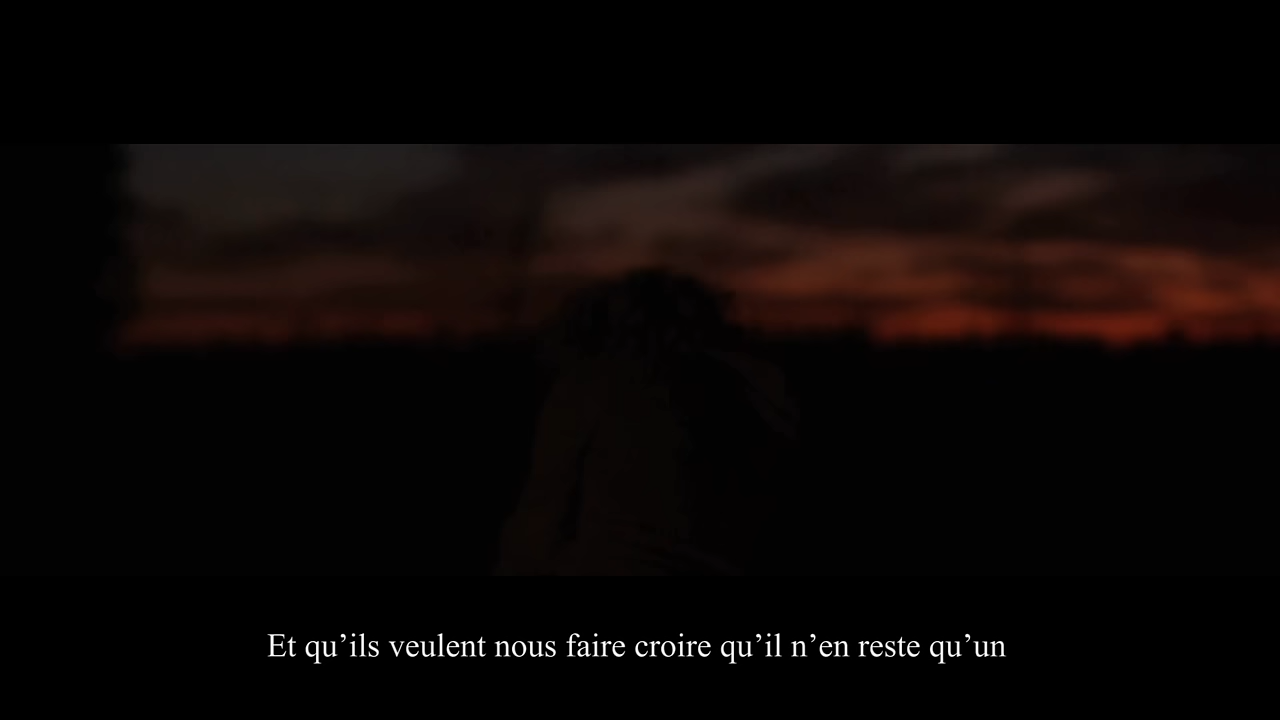 Et qu’ils veulent nous faire croire qu’il n’en reste qu’un